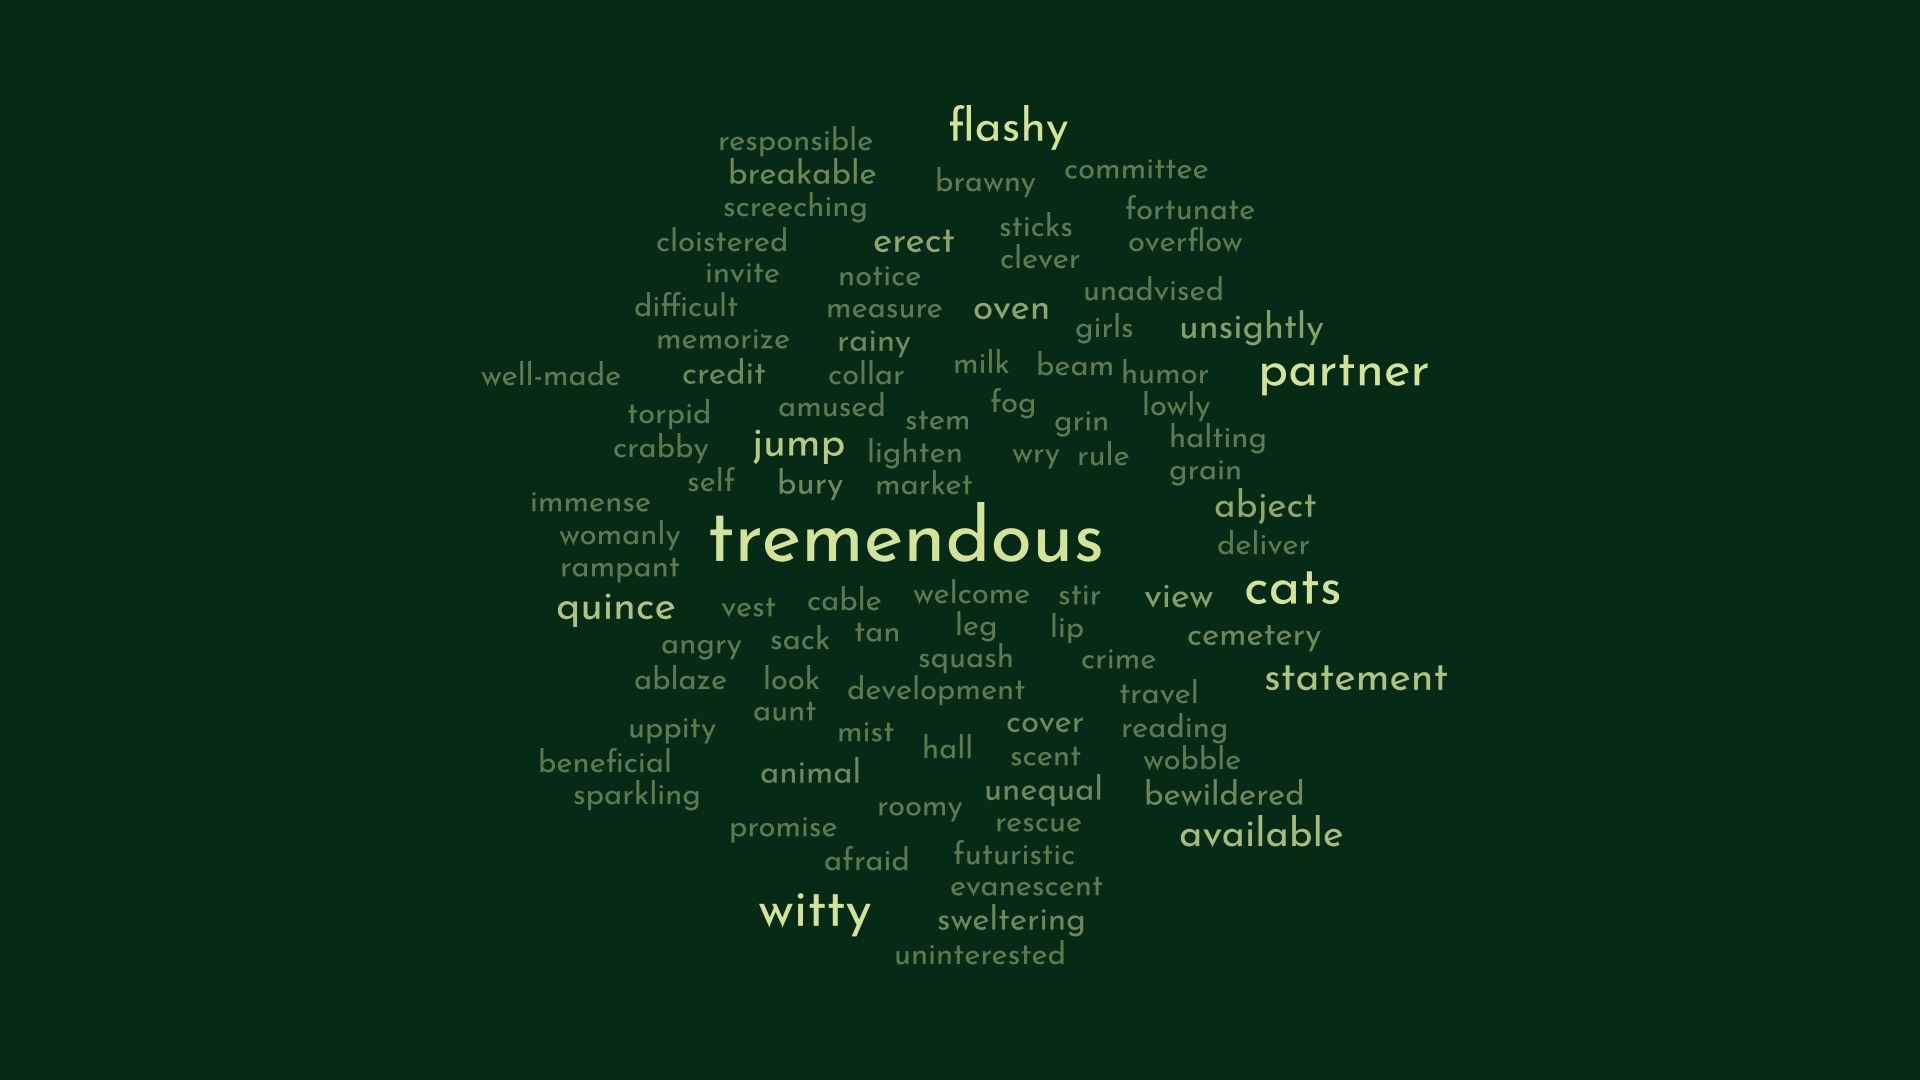 flashy
responsible
breakable
brawny
committee
screeching
fortunate
sticks
cloistered
erect
overflow
clever
invite
notice
unadvised
difficult
measure
oven
girls
unsightly
memorize
rainy
milk
beam
humor
partner
well-made
credit
collar
torpid
amused
stem
fog
grin
lowly
halting
crabby
jump
lighten
wry
rule
grain
self
bury
market
immense
abject
womanly
tremendous
deliver
rampant
cats
quince
vest
cable
welcome
stir
view
angry
sack
tan
leg
lip
cemetery
squash
crime
ablaze
look
development
travel
statement
aunt
uppity
mist
cover
reading
hall
scent
wobble
beneficial
animal
unequal
bewildered
sparkling
roomy
rescue
promise
available
afraid
futuristic
evanescent
witty
sweltering
uninterested